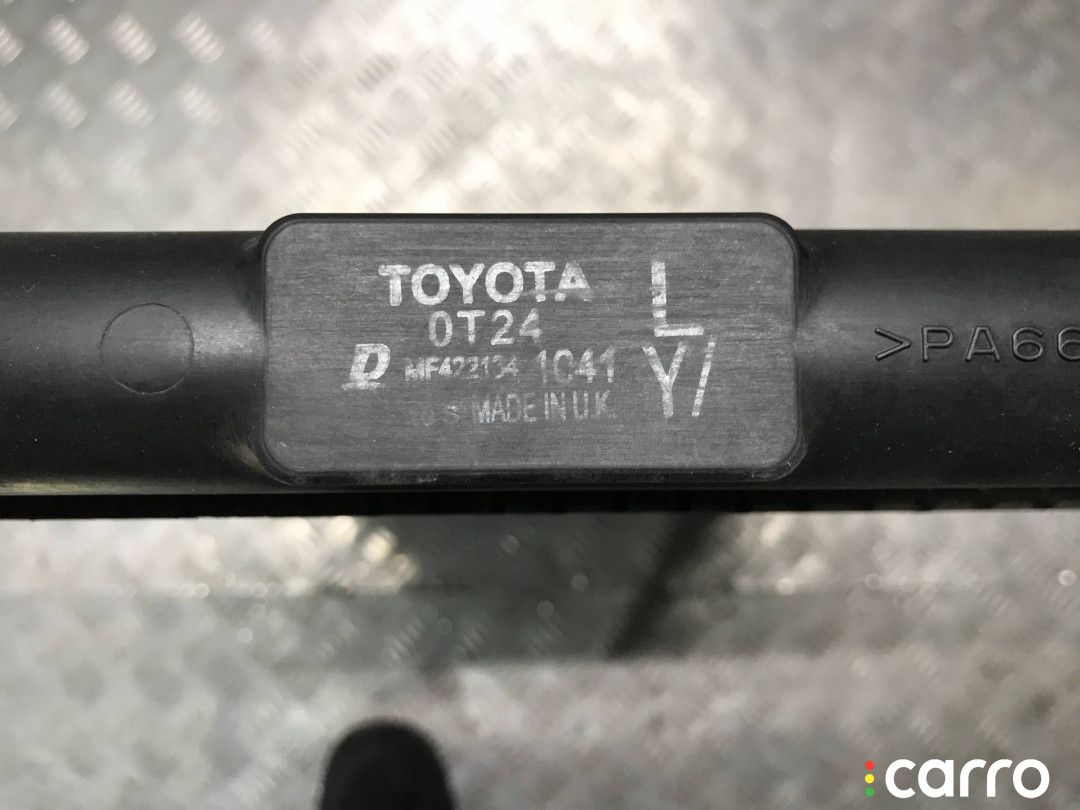 TOYOTA
0T24
D MF422134 1041
MADE IN U.K.
L
Y/
>PA66
carro